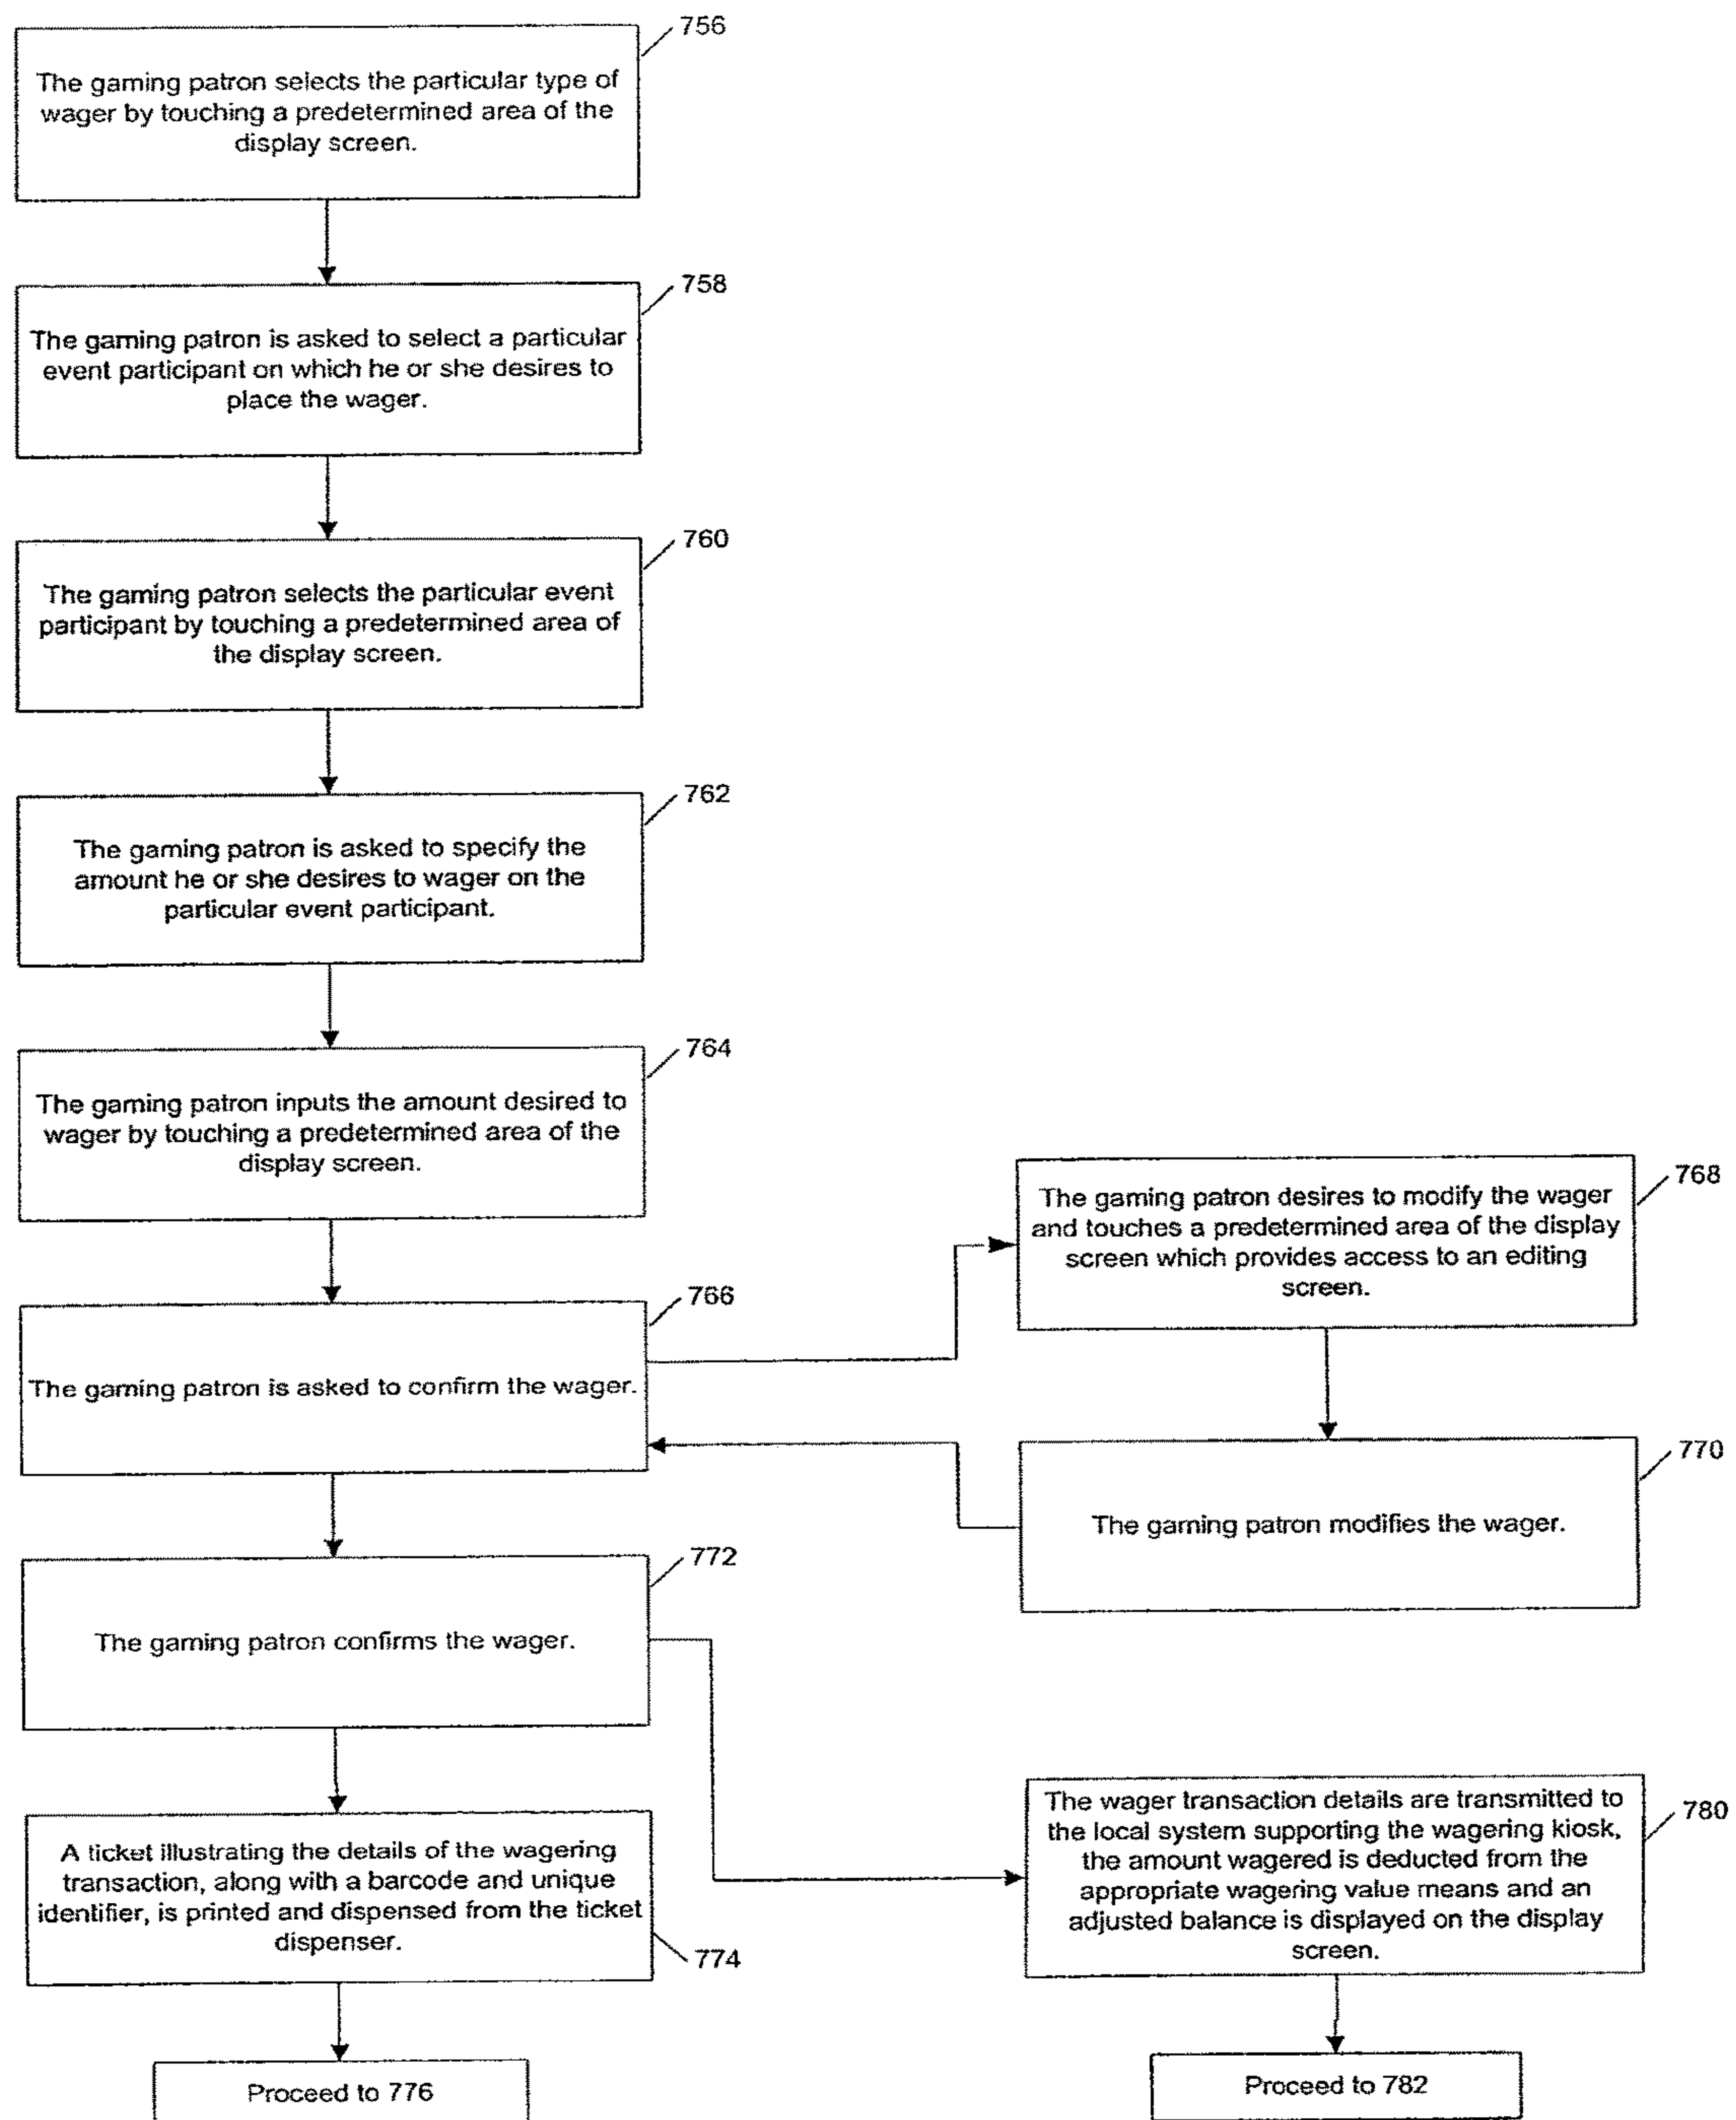 756
The gaming patron selects the particular type of
wager by touching a predetermined area of the
display screen.
758
The gaming patron is asked to select a particular
event participant on which he or she desires to
place the wager.
760
The gaming patron selects the particular event
participant by touching a predetermined area of
the display screen.
762
The gaming patron is asked to specify the
amount he or she desires to wager on the
particular event participant.
764
The gaming patron inputs the amount desired to
wager by touching a predetermined area of the
display screen.
766
The gaming patron is asked to confirm the wager.
768
The gaming patron desires to modify the wager
and touches a predetermined area of the display
screen which provides access to an editing
screen.
770
The gaming patron modifies the wager.
772
The gaming patron confirms the wager.
A ticket illustrating the details of the wagering
transaction, along with a barcode and unique
identifier, is printed and dispensed from the ticket
dispenser.
774
780
The wager transaction details are transmitted to
the local system supporting the wagering kiosk,
the amount wagered is deducted from the
appropriate wagering value means and an
adjusted balance is displayed on the display
screen.
Proceed to 776
Proceed to 782